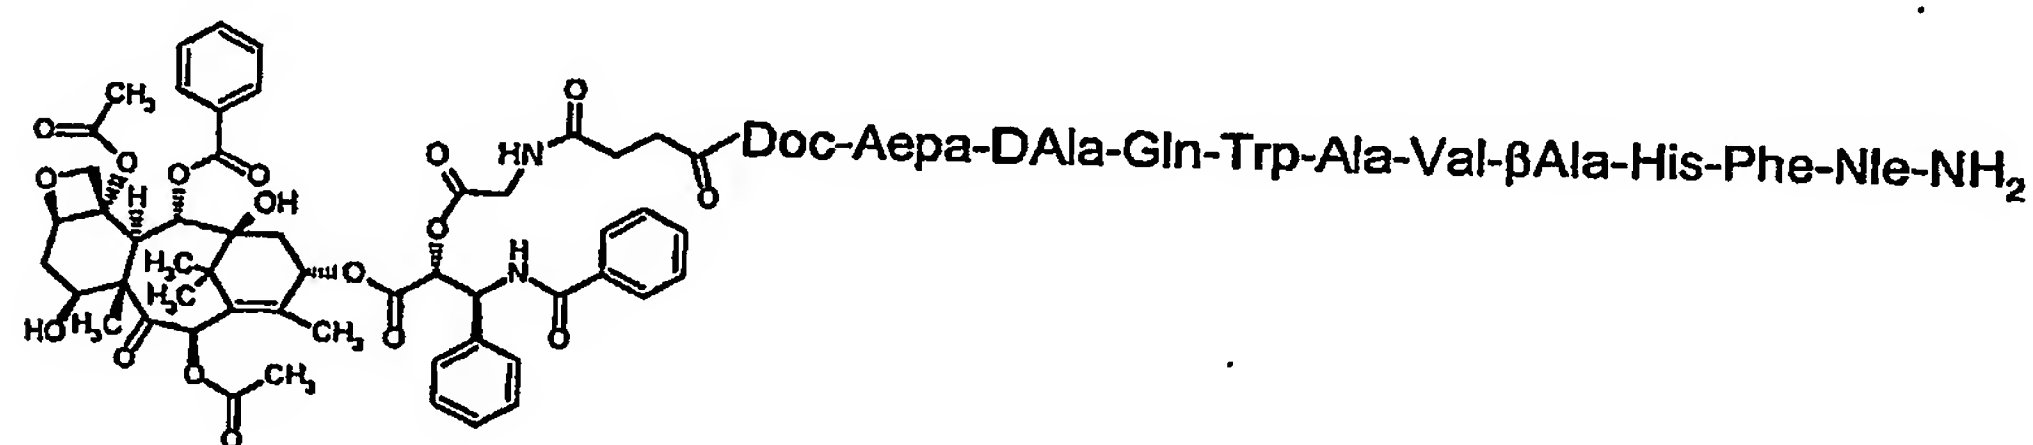 CH3
O
O
O
O
O
H
OH
O
HN
O
O
Doc-Aepa-DAla-Gln-Trp-Ala-Val-βAla-His-Phe-Nle-NH2
O
H3C
H3C
O
O
H
N
O
HO
H3C
O
CH3
O
CH3
O